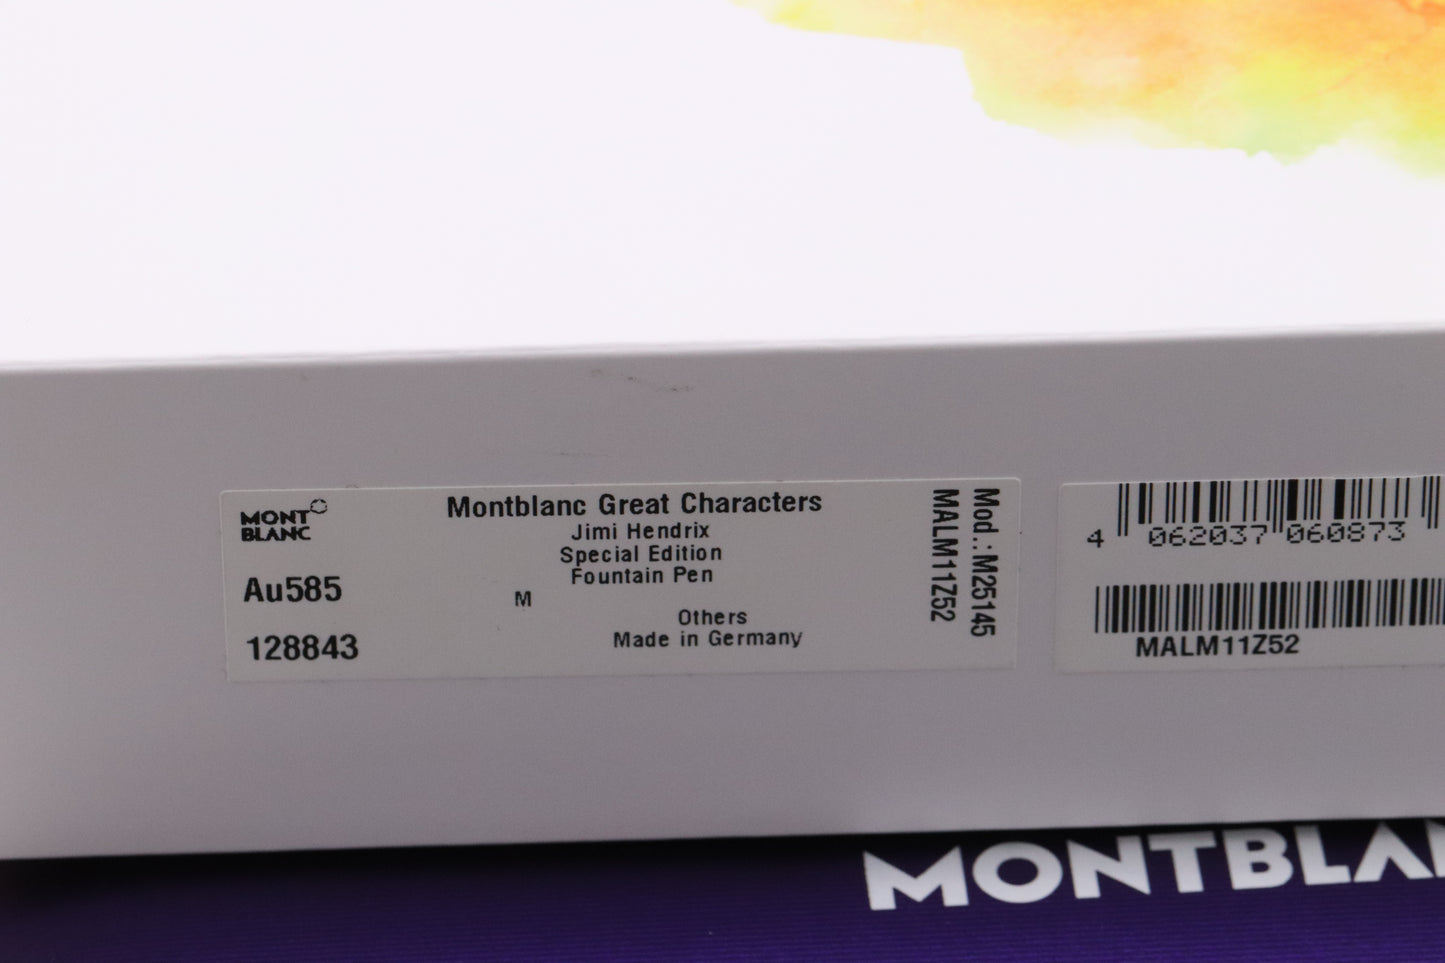 MONT
BLANC
Au585
128843
Montblanc Great Characters
Jimi Hendrix
Special Edition
Fountain Pen
M
Others
Made in Germany
Mod.: M25145
MALM11Z52
4 062037 060873
MALM11Z52
MONTBLAN